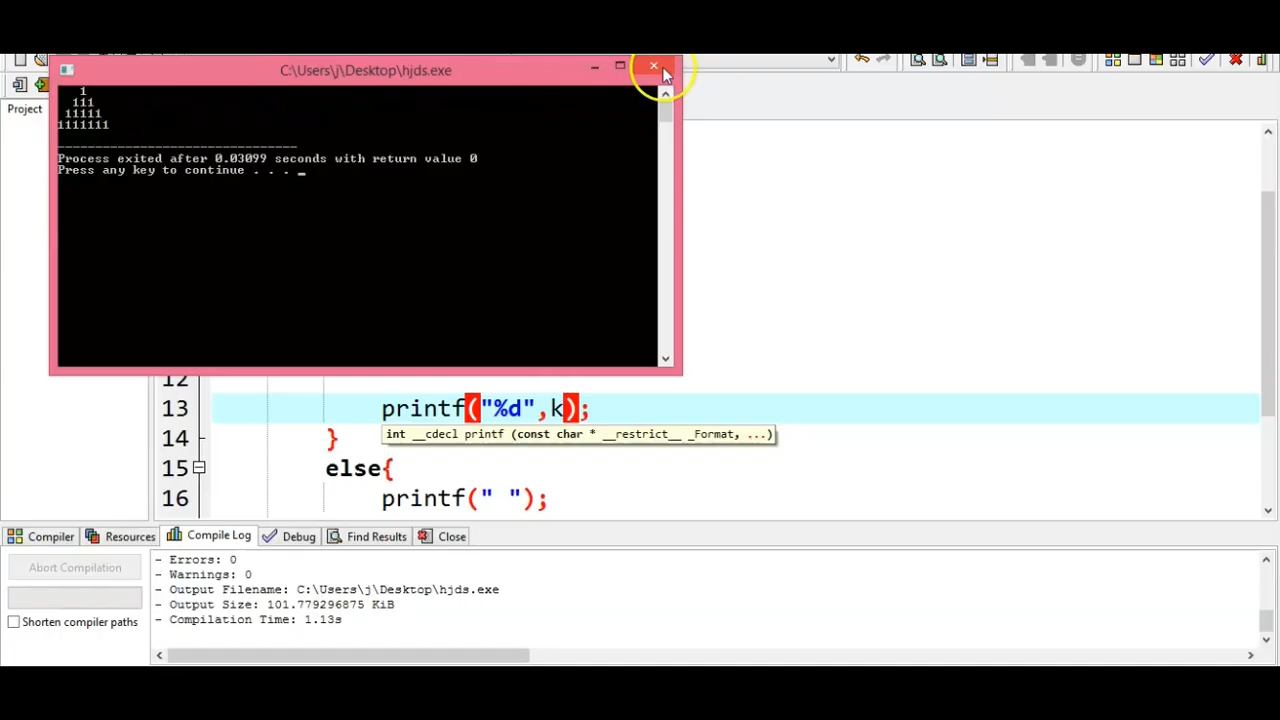 C:\Users\j\Desktop\hjds.exe
1
111
11111
1111111
--------------------------------
Process exited after 0.03099 seconds with return value 0
Press any key to continue . . . _
Project
12
13 printf("%d",k);
int __cdecl printf (const char * __restrict__ _Format, ...)
14 }
15 else{
16 printf(" ");
Compiler Resources Compile Log Debug Find Results Close
Abort Compilation
Shorten compiler paths
- Errors: 0
- Warnings: 0
- Output Filename: C:\Users\j\Desktop\hjds.exe
- Output Size: 101.779296875 KiB
- Compilation Time: 1.13s